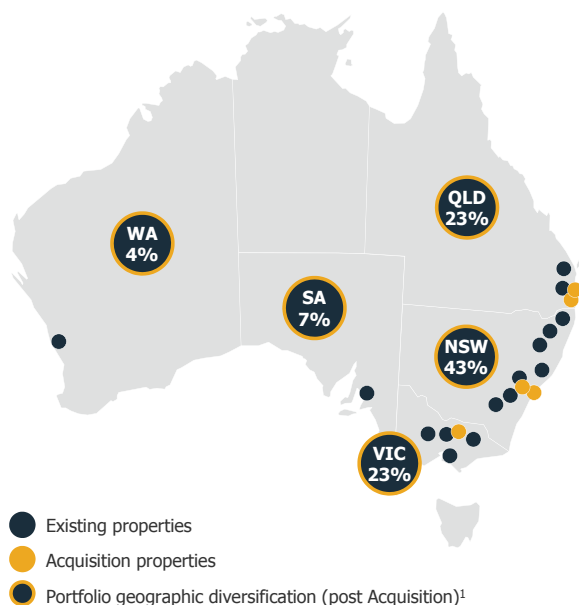 QLD
23%
WA
4%
SA
7%
NSW
43%
VIC
23%
Existing properties
Acquisition properties
Portfolio geographic diversification (post Acquisition)¹